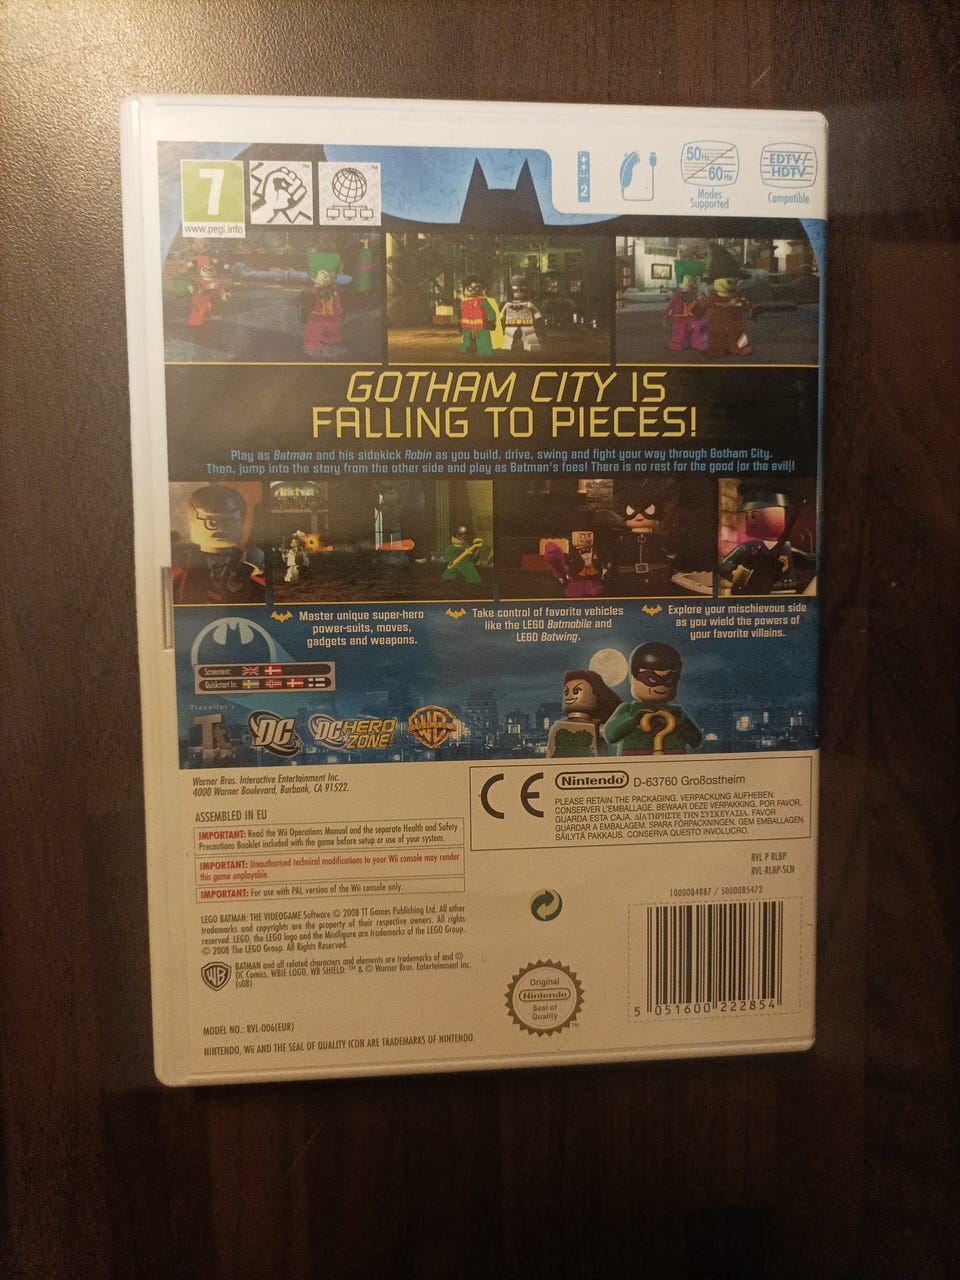 7
www.pegi.info
™
™
2
50Hz
60Hz
Modes
Supported
EDTV/
HDTV
Compatible
GOTHAM CITY IS
FALLING TO PIECES!
Play as Batman and his sidekick Robin as you build, drive, swing and fight your way through Gotham City.
Then, jump into the story from the other side and play as Batman's foes! There is no rest for the good (or the evil)!
Master unique super-hero
power-suits, moves,
gadgets and weapons.
Take control of favorite vehicles
like the LEGO Batmobile and
LEGO Batwing.
Explore your mischievous side
as you wield the powers of
your favorite villains.
Screentext:
Quickstart in:
Traveller's
DC
DC HERO
ZONE
WB
Warner Bros. Interactive Entertainment Inc.
4000 Warner Boulevard, Burbank, CA 91522.
ASSEMBLED IN EU
IMPORTANT: Read the Wii Operations Manual and the separate Health and Safety
Precautions Booklet included with the game before setup or use of your system.
IMPORTANT: Unauthorised technical modifications to your Wii console may render
this game unplayable.
IMPORTANT: For use with PAL version of the Wii console only.
CE
Nintendo® D-63760 Großostheim
PLEASE RETAIN THE PACKAGING. VERPACKUNG AUFHEBEN.
CONSERVER L'EMBALLAGE. BEWAAR DEZE VERPAKKING. POR FAVOR,
GUARDA ESTA CAJA. ΔΙΑΤΗΡΗΣΤΕ ΤΗΝ ΣΥΣΚΕΥΑΣΙΑ. FAVOR
GUARDAR A EMBALAGEM. SPARA FÖRPACKNINGEN. GEM EMBALLAGEN.
SÄILYTÄ PAKKAUS. CONSERVA QUESTO INVOLUCRO.
RVL P RLBP
RVL-RLBP-SCN
1000084887 / 5000085472
LEGO BATMAN: THE VIDEOGAME Software © 2008 TT Games Publishing Ltd. All other
trademarks and copyrights are the property of their respective owners. All rights
reserved. LEGO, the LEGO logo and the Minifigure are trademarks of the LEGO Group.
© 2008 The LEGO Group. All Rights Reserved.
BATMAN and all related characters and elements are trademarks of and ©
DC Comics. WBIE LOGO, WB SHIELD: ™ & © Warner Bros. Entertainment Inc.
(s08)
Original
Nintendo
Seal of
Quality
™
5 051600 222854
MODEL NO.: RVL-006(EUR)
NINTENDO, Wii AND THE SEAL OF QUALITY ICON ARE TRADEMARKS OF NINTENDO.